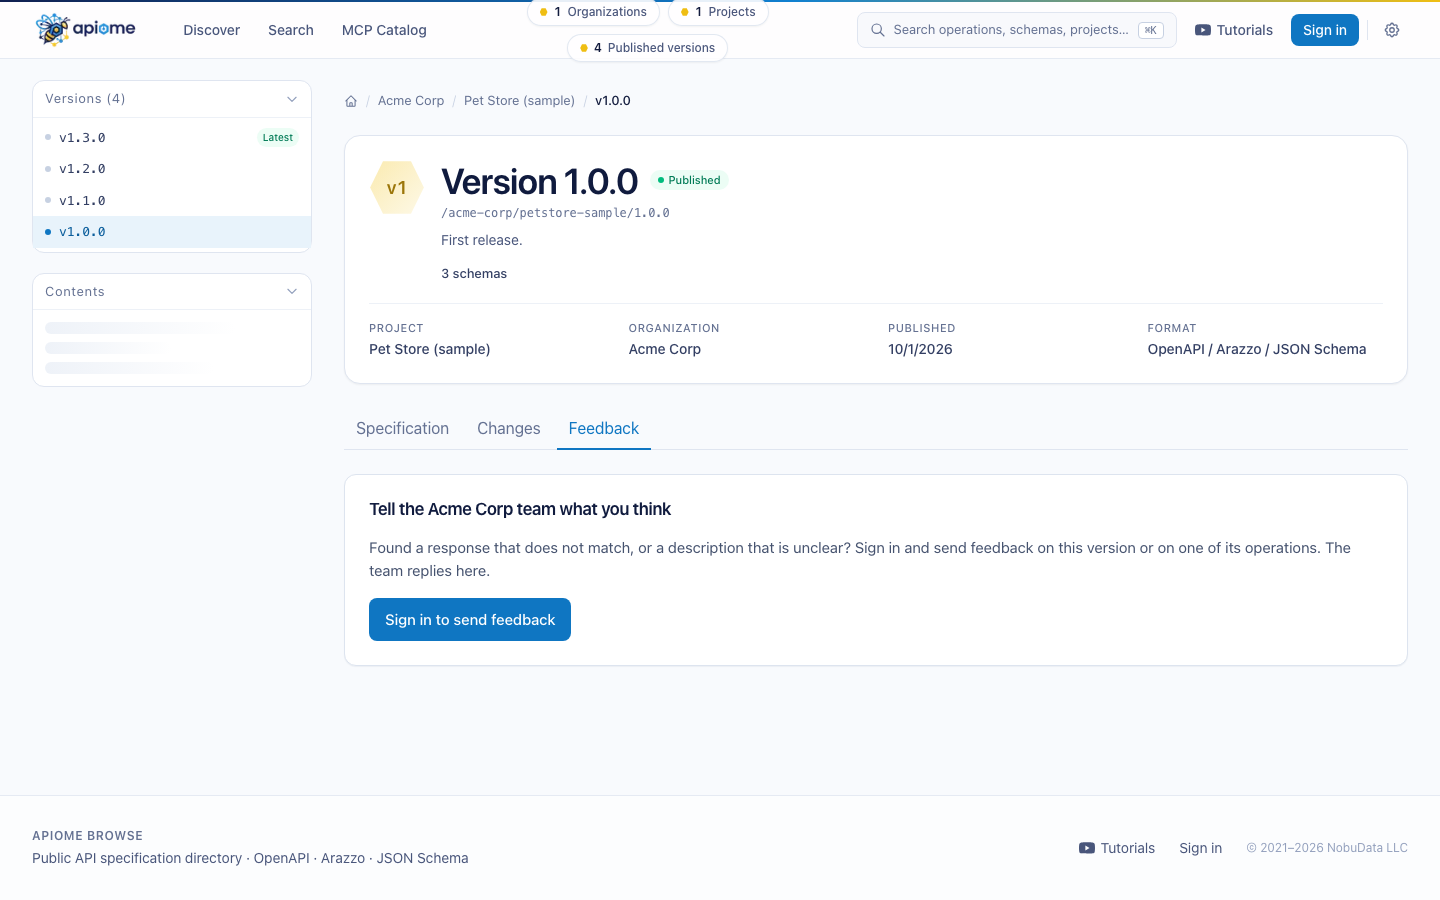 apiome
Discover
Search
MCP Catalog
1 Organizations
1 Projects
4 Published versions
Search operations, schemas, projects...
⌘K
Tutorials
Sign in
Versions (4)
v1.3.0
Latest
v1.2.0
v1.1.0
v1.0.0
Contents
Acme Corp / Pet Store (sample) / v1.0.0
v1
Version 1.0.0
Published
/acme-corp/petstore-sample/1.0.0
First release.
3 schemas
PROJECT
Pet Store (sample)
ORGANIZATION
Acme Corp
PUBLISHED
10/1/2026
FORMAT
OpenAPI / Arazzo / JSON Schema
Specification
Changes
Feedback
Tell the Acme Corp team what you think
Found a response that does not match, or a description that is unclear? Sign in and send feedback on this version or on one of its operations. The
team replies here.
Sign in to send feedback
APIOME BROWSE
Public API specification directory · OpenAPI · Arazzo · JSON Schema
Tutorials
Sign in
© 2021–2026 NobuData LLC